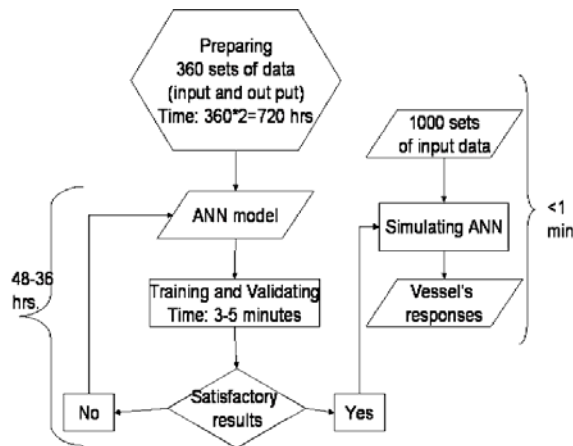 Preparing
360 sets of data
(input and out put)
Time: 360*2=720 hrs
ANN model
48-36
hrs.
Training and Validating
Time: 3-5 minutes
Satisfactory
results
No
Yes
1000 sets
of input data
Simulating ANN
Vessel's
responses
<1
min